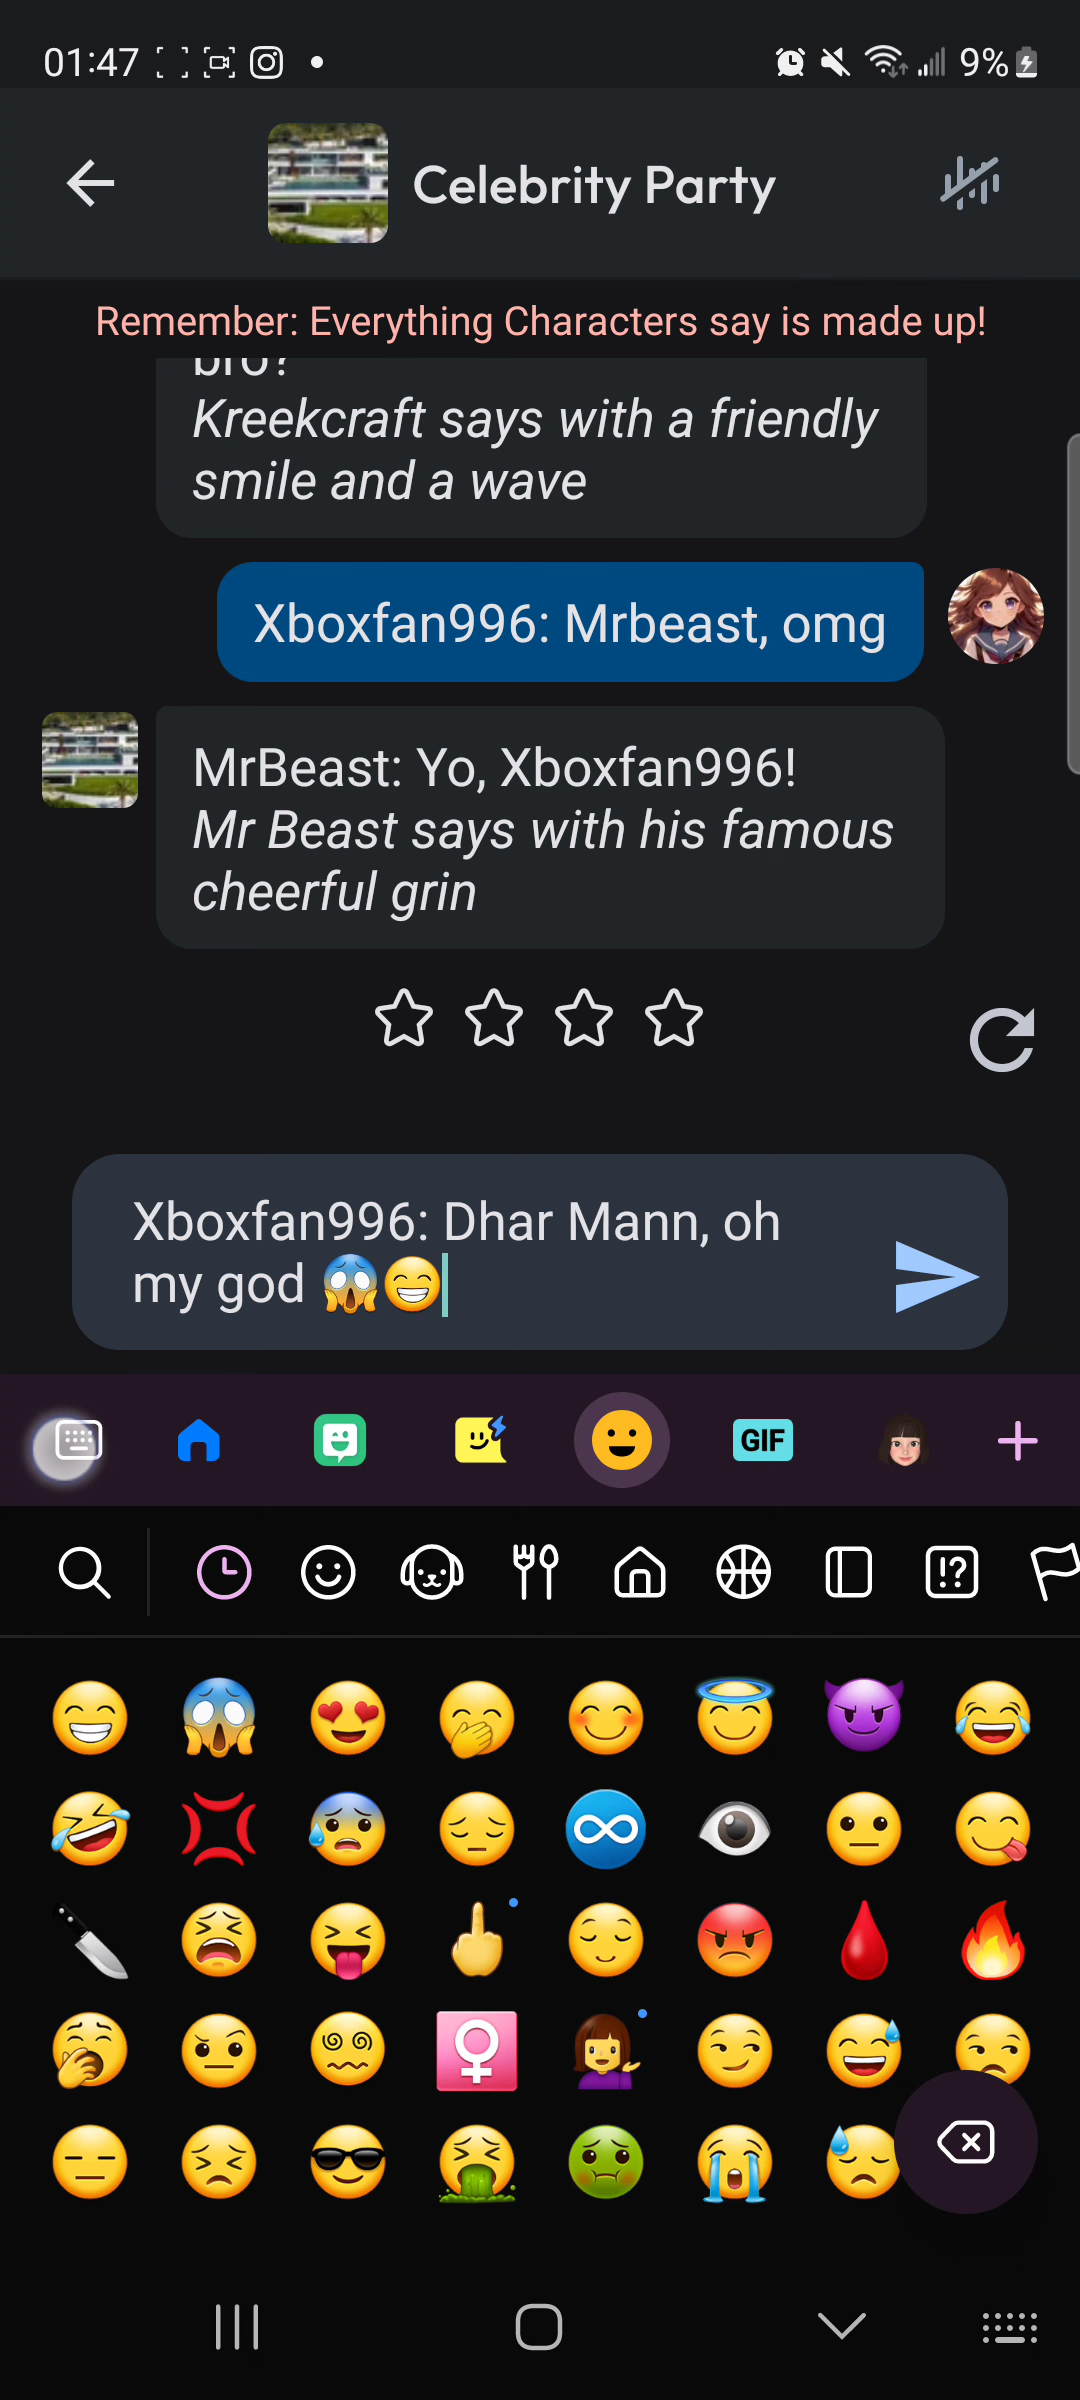 01:47 9%
Celebrity Party
Remember: Everything Characters say is made up!
bro?
Kreekcraft says with a friendly
smile and a wave
Xboxfan996: Mrbeast, omg
MrBeast: Yo, Xboxfan996!
Mr Beast says with his famous
cheerful grin
Xboxfan996: Dhar Mann, oh
my god 😱😁
GIF
!?